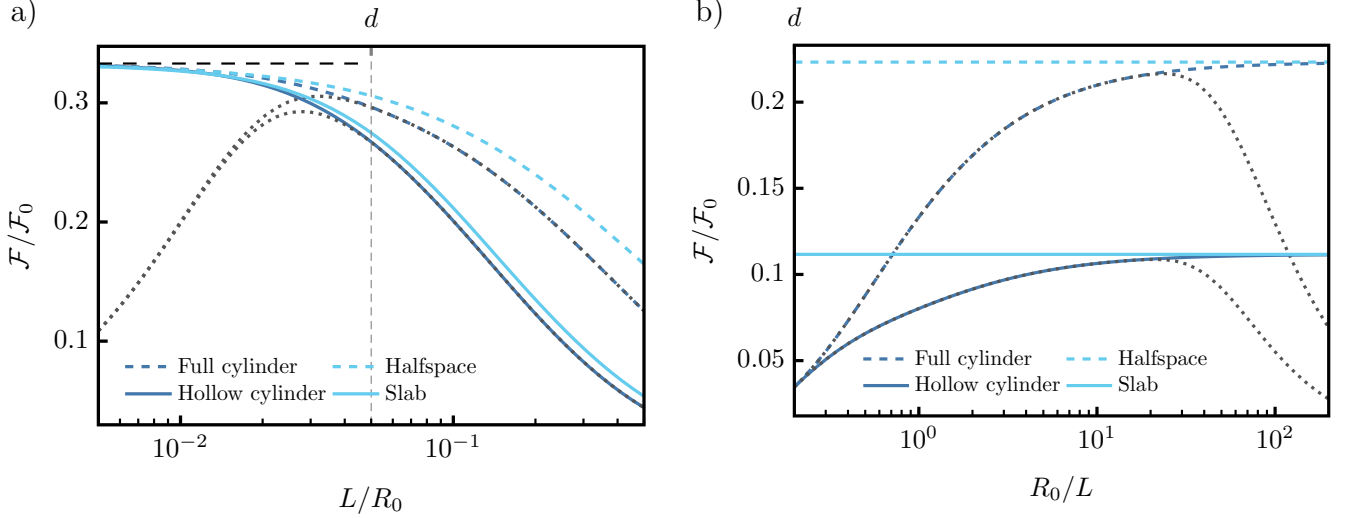 a)
d
F/F₀
0.3
0.2
0.1
Full cylinder
Halfspace
Hollow cylinder
Slab
10⁻²
10⁻¹
L/R₀
b)
d
F/F₀
0.2
0.15
0.1
0.05
Full cylinder
Halfspace
Hollow cylinder
Slab
10⁰
10¹
10²
R₀/L